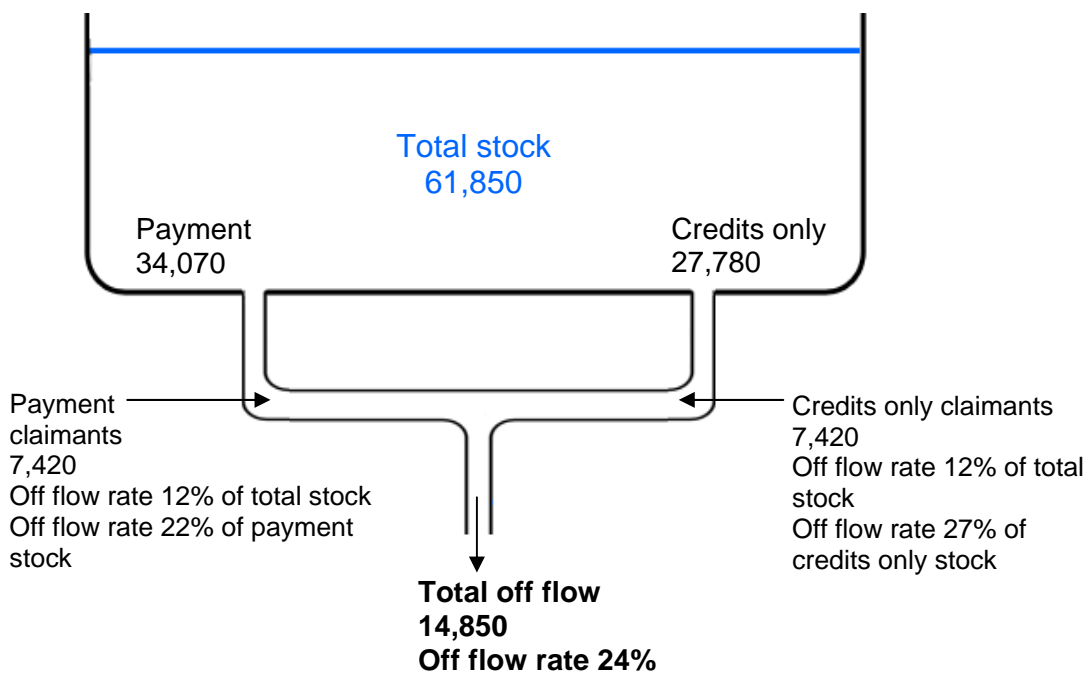 Total stock
61,850
Payment
34,070
Credits only
27,780
Payment
claimants
7,420
Off flow rate 12% of total stock
Off flow rate 22% of payment
stock
Credits only claimants
7,420
Off flow rate 12% of total
stock
Off flow rate 27% of
credits only stock
Total off flow
14,850
Off flow rate 24%